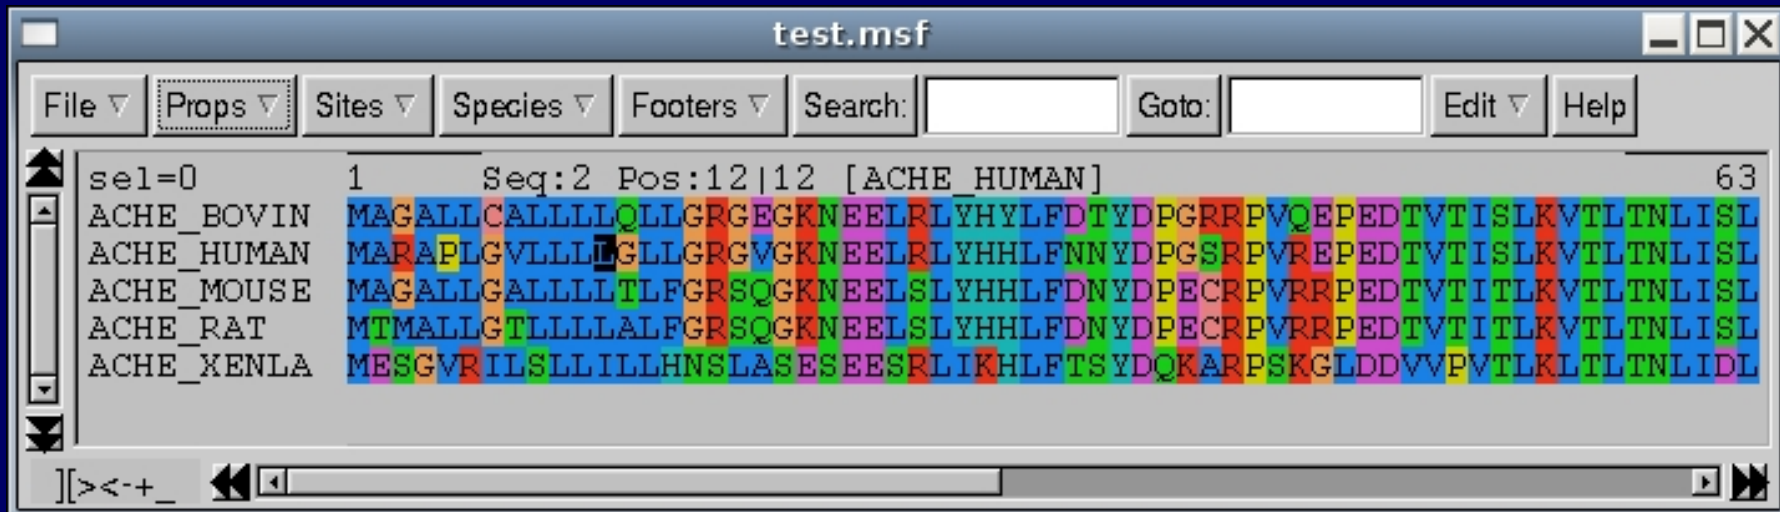 test.msf
File Props Sites Species Footers Search: Goto: Edit Help
sel=0 1 Seq:2 Pos:12|12 [ACHE_HUMAN] 63
ACHE_BOVIN MAGALLCALLLLQLLGRGEGKNEELRLYHYLFDTYDPGRRPVQEPEDTVTISLKVTLTNLISL
ACHE_HUMAN MARAPLGVLLLLGLLGRGVGKNEELRLYHHLFNNYDPGSRPVREPEDTVTISLKVTLTNLISL
ACHE_MOUSE MAGALLGALLLLTLFGRSQGKNEELSLYHHLFDNYDPECRPVRRPEDTVTITLKVTLTNLISL
ACHE_RAT MTMALLGTLLLLALFGRSQGKNEELSLYHHLFDNYDPECRPVRRPEDTVTITLKVTLTNLISL
ACHE_XENLA MESGVRILSLLILLHNSLASESEESRLIKHLFTSYDQKARPSKGLDDVVPVTLKLTLTNLIDL
][><-+_